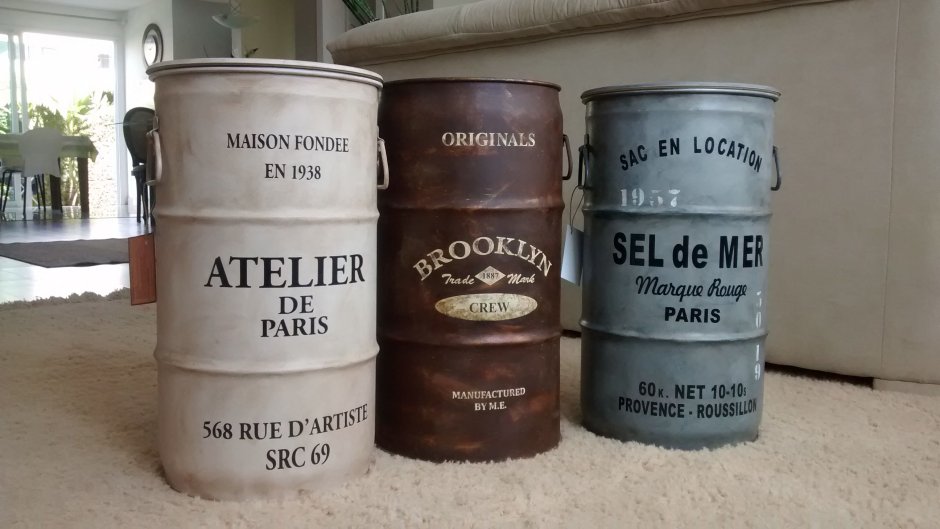 MAISON FONDEE
EN 1938
ATELIER
DE
PARIS
568 RUE D'ARTISTE
SRC 69
ORIGINALS
BROOKLYN
Trade 1887 Mark
CREW
MANUFACTURED
BY M.E.
SAC EN LOCATION
1957
SEL de MER
Marque Rouge
PARIS
60K. NET 10-10s
PROVENCE - ROUSSILLON
5019